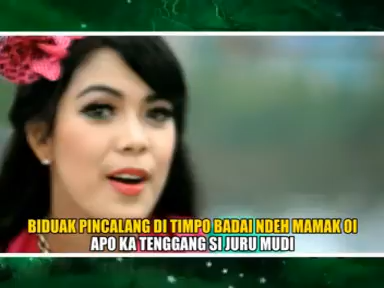 BIDUAK PINCALANG DI TIMPO BADAI NDEH MAMAK OI
APO KA TENGGANG SI JURU MUDI